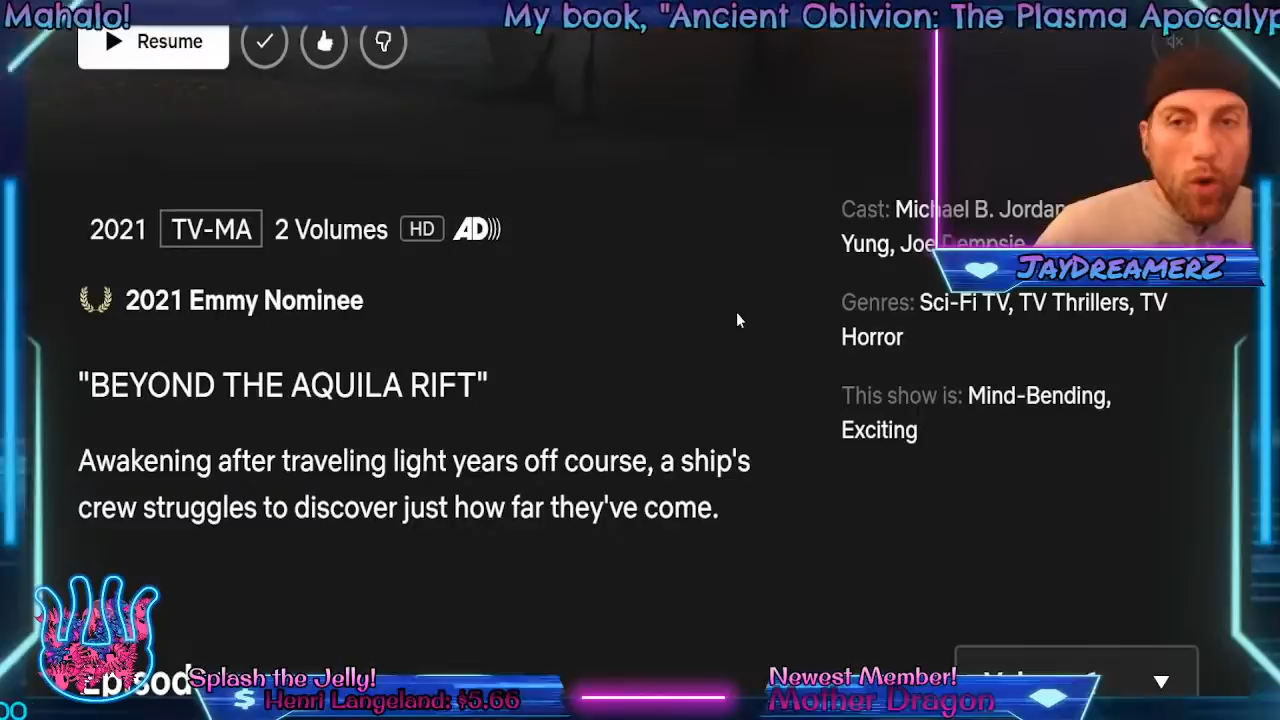 Mahalo!
My book, "Ancient Oblivion: The Plasma Apocalyp
Resume
2021 TV-MA 2 Volumes HD AD
2021 Emmy Nominee
"BEYOND THE AQUILA RIFT"
Awakening after traveling light years off course, a ship's
crew struggles to discover just how far they've come.
Cast: Michael B. Jordan
Yung, Joe Dempsie
JAYDREAMERZ
Genres: Sci-Fi TV, TV Thrillers, TV
Horror
This show is: Mind-Bending,
Exciting
Episod
Splash the Jelly!
$ Henri Langeland: $5.66
Newest Member!
Mother Dragon